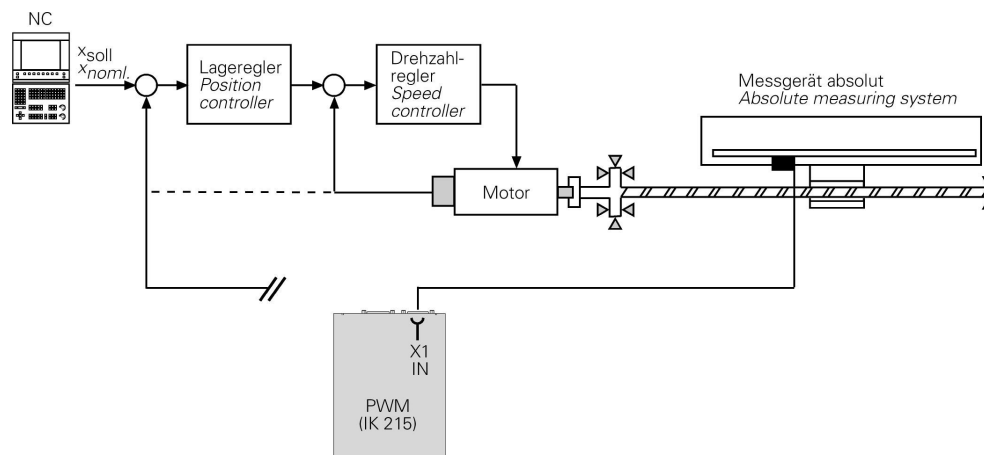 NC
xsoll
xnoml.
Lageregler
Position
controller
Drehzahl-
regler
Speed
controller
Messgerät absolut
Absolute measuring system
Motor
X1
IN
PWM
(IK 215)